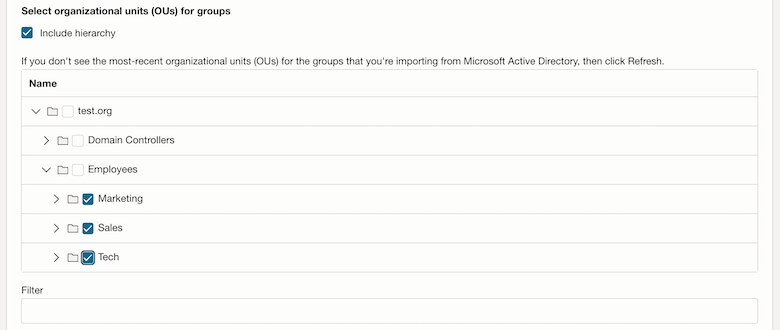 Select organizational units (OUs) for groups
Include hierarchy
If you don't see the most-recent organizational units (OUs) for the groups that you're importing from Microsoft Active Directory, then click Refresh.
Name
test.org
Domain Controllers
Employees
Marketing
Sales
Tech
Filter